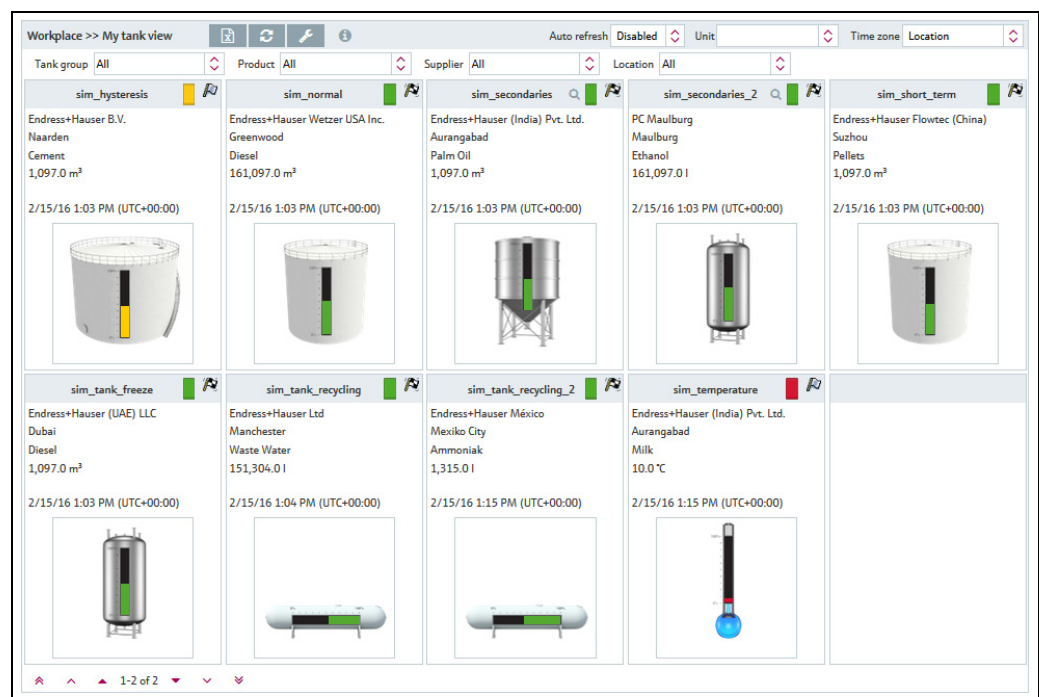 Workplace >> My tank view
Auto refresh Disabled Unit Time zone Location
Tank group All Product All Supplier All Location All
sim_hysteresis
Endress+Hauser B.V.
Naarden
Cement
1,097.0 m³
2/15/16 1:03 PM (UTC+00:00)
sim_normal
Endress+Hauser Wetzer USA Inc.
Greenwood
Diesel
161,097.0 m³
2/15/16 1:03 PM (UTC+00:00)
sim_secondaries
Endress+Hauser (India) Pvt. Ltd.
Aurangabad
Palm Oil
1,097.0 m³
2/15/16 1:03 PM (UTC+00:00)
sim_secondaries_2
PC Maulburg
Maulburg
Ethanol
161,097.0 l
2/15/16 1:03 PM (UTC+00:00)
sim_short_term
Endress+Hauser Flowtec (China)
Suzhou
Pellets
1,097.0 m³
2/15/16 1:03 PM (UTC+00:00)
sim_tank_freeze
Endress+Hauser (UAE) LLC
Dubai
Diesel
1,097.0 m³
2/15/16 1:03 PM (UTC+00:00)
sim_tank_recycling
Endress+Hauser Ltd
Manchester
Waste Water
151,304.0 l
2/15/16 1:04 PM (UTC+00:00)
sim_tank_recycling_2
Endress+Hauser México
Mexiko City
Ammoniak
1,315.0 l
2/15/16 1:15 PM (UTC+00:00)
sim_temperature
Endress+Hauser (India) Pvt. Ltd.
Aurangabad
Milk
10.0 °C
2/15/16 1:15 PM (UTC+00:00)
1-2 of 2